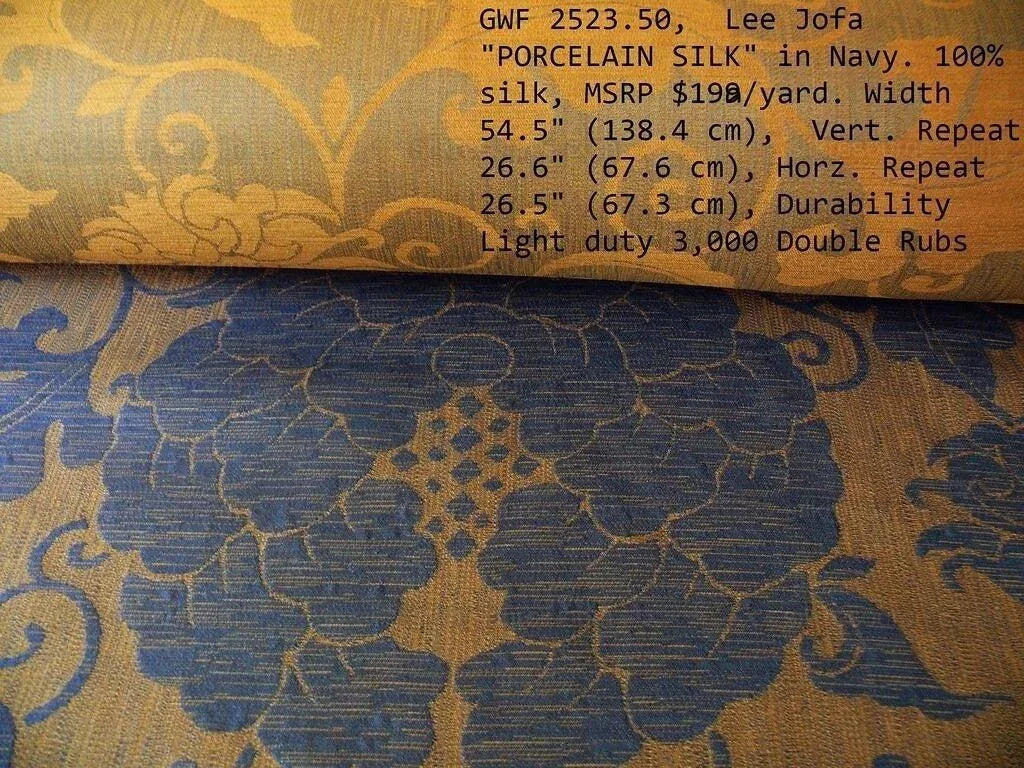 GWF 2523.50, Lee Jofa
"PORCELAIN SILK" in Navy. 100%
silk, MSRP /yard. Width
54.5" (138.4 cm), Vert. Repeat
26.6" (67.6 cm), Horz. Repeat
26.5" (67.3 cm), Durability
Light duty 3,000 Double Rubs